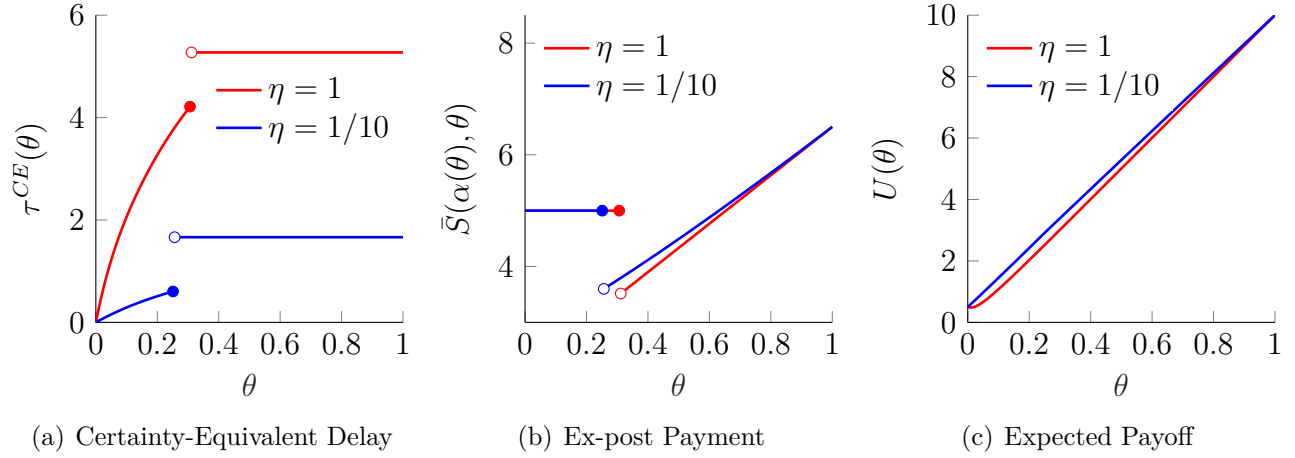 6
4
2
0
0 0.2 0.4 0.6 0.8 1
τ^{CE}(θ)
θ
η = 1
η = 1/10
(a) Certainty-Equivalent Delay
8
6
4
0 0.2 0.4 0.6 0.8 1
S̄(α(θ), θ)
θ
η = 1
η = 1/10
(b) Ex-post Payment
10
8
6
4
2
0
0 0.2 0.4 0.6 0.8 1
U(θ)
θ
η = 1
η = 1/10
(c) Expected Payoff